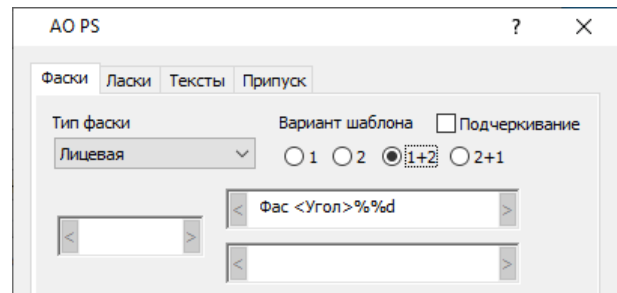 AO PS ?
Фаски Ласки Тексты Припуск
Тип фаски Вариант шаблона Подчеркивание
Лицевая 1 2 1+2 2+1
< Фас <Угол>%%d >
< >
< >